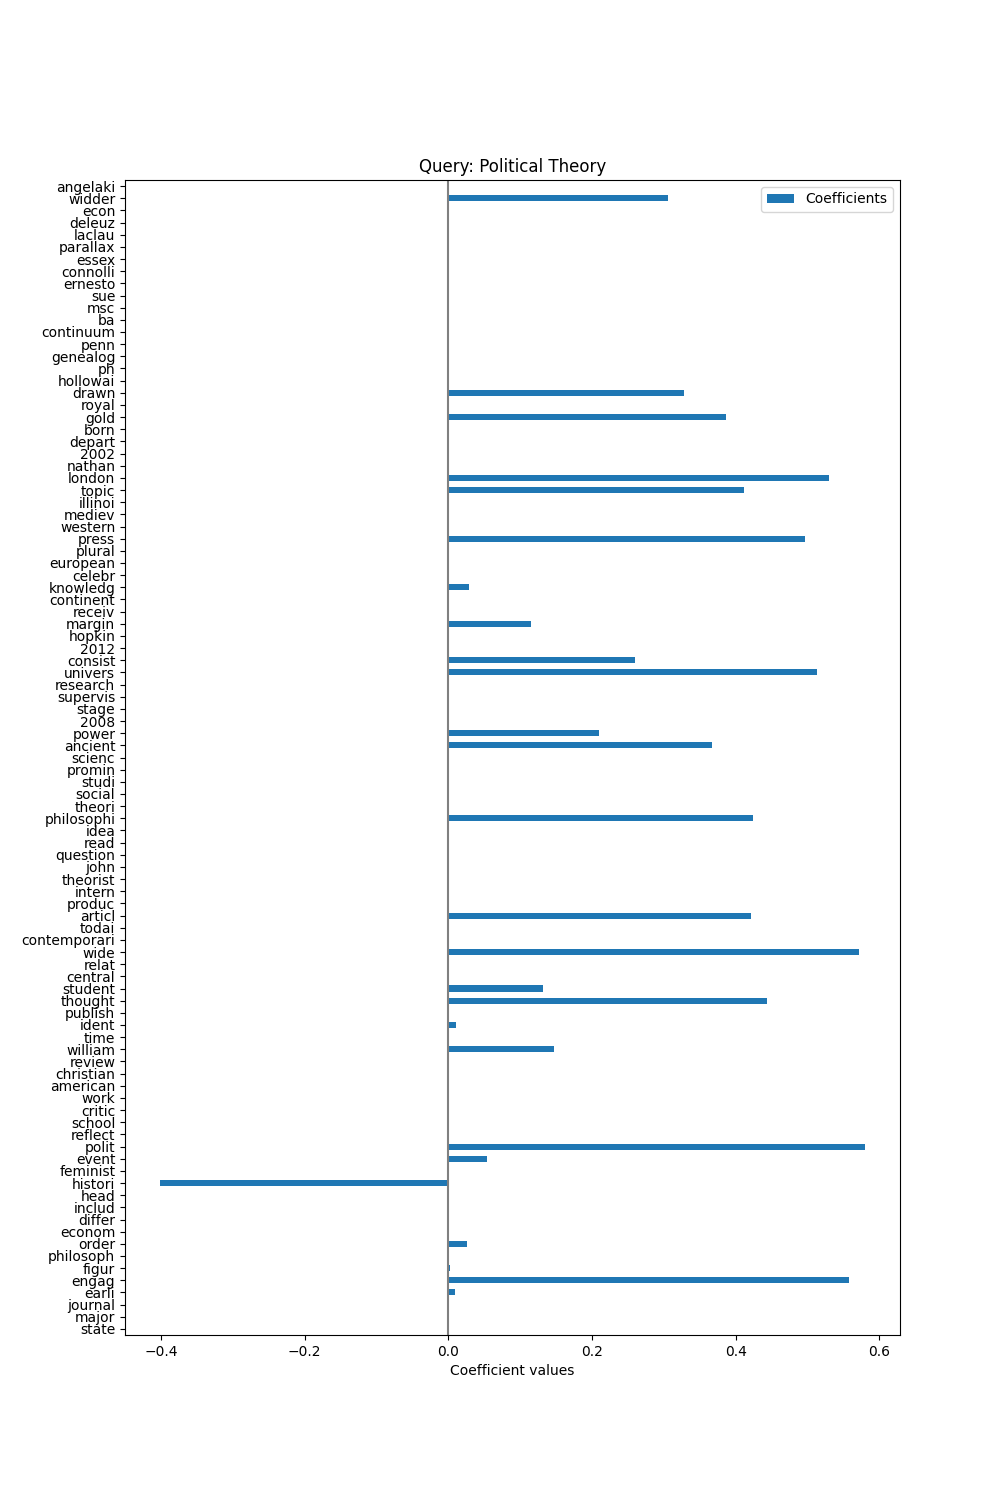 Query: Political Theory
Coefficients
angelaki
widder
econ
deleuz
laclau
parallax
essex
connolli
ernesto
sue
msc
ba
continuum
penn
genealog
ph
hollowai
drawn
royal
gold
born
depart
2002
nathan
london
topic
illinoi
mediev
western
press
plural
european
celebr
knowledg
continent
receiv
margin
hopkin
2012
consist
univers
research
supervis
stage
2008
power
ancient
scienc
promin
studi
social
theori
philosophi
idea
read
question
john
theorist
intern
produc
articl
todai
contemporari
wide
relat
central
student
thought
publish
ident
time
william
review
christian
american
work
critic
school
reflect
polit
event
feminist
histori
head
includ
differ
econom
order
philosoph
figur
engag
earli
journal
major
state
−0.4 −0.2 0.0 0.2 0.4 0.6
Coefficient values